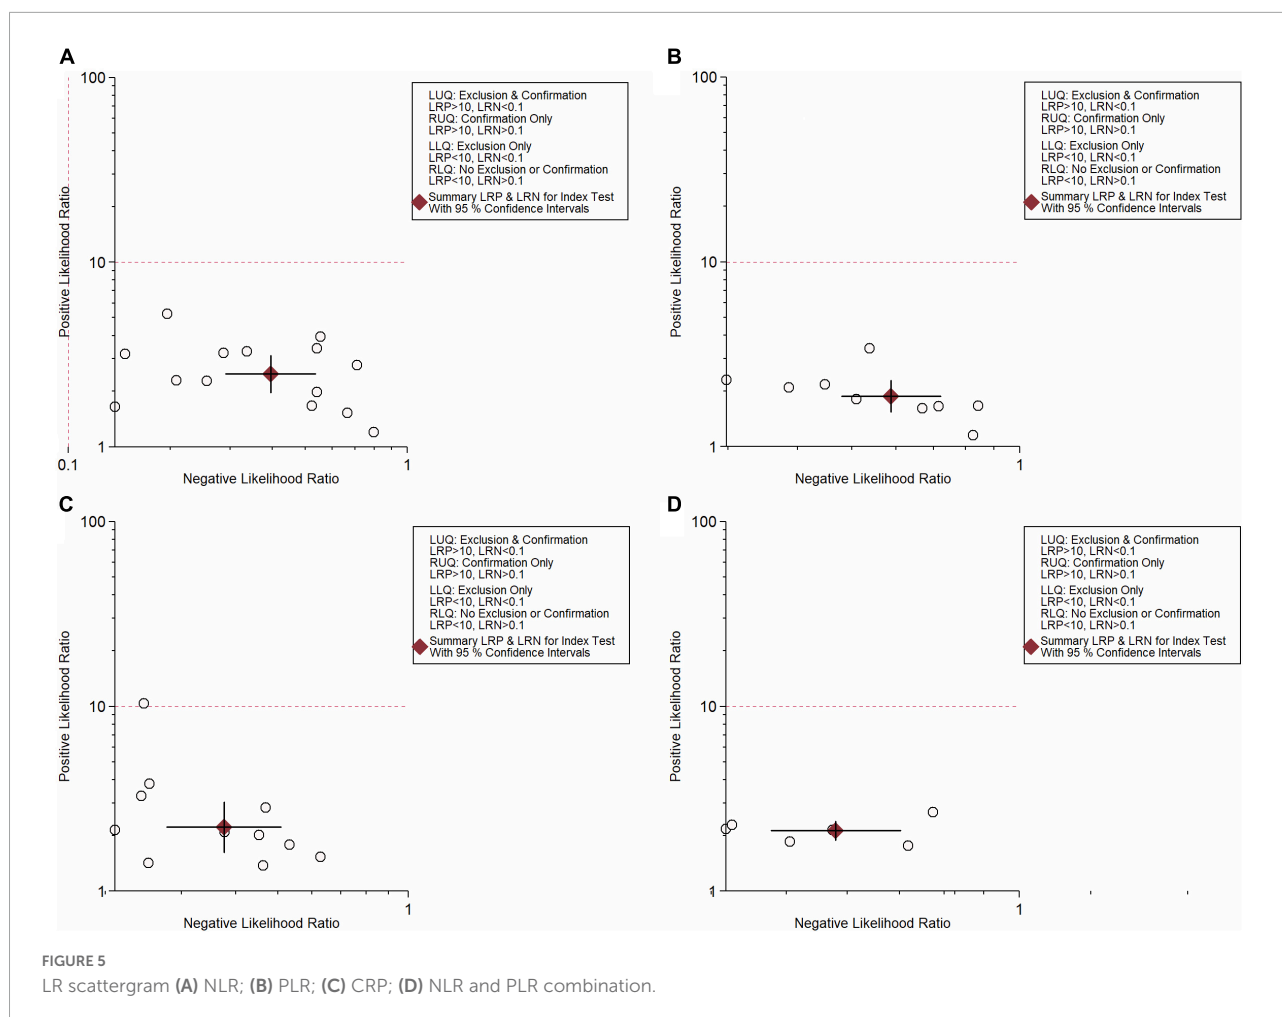 A
100
10
1
0.1
1
Positive Likelihood Ratio
Negative Likelihood Ratio
LUQ: Exclusion & Confirmation
LRP>10, LRN<0.1
RUQ: Confirmation Only
LRP>10, LRN>0.1
LLQ: Exclusion Only
LRP<10, LRN<0.1
RLQ: No Exclusion or Confirmation
LRP<10, LRN>0.1
Summary LRP & LRN for Index Test
With 95 % Confidence Intervals
B
100
10
1
1
Positive Likelihood Ratio
Negative Likelihood Ratio
LUQ: Exclusion & Confirmation
LRP>10, LRN<0.1
RUQ: Confirmation Only
LRP>10, LRN>0.1
LLQ: Exclusion Only
LRP<10, LRN<0.1
RLQ: No Exclusion or Confirmation
LRP<10, LRN>0.1
Summary LRP & LRN for Index Test
With 95 % Confidence Intervals
C
100
10
1
1
Positive Likelihood Ratio
Negative Likelihood Ratio
LUQ: Exclusion & Confirmation
LRP>10, LRN<0.1
RUQ: Confirmation Only
LRP>10, LRN>0.1
LLQ: Exclusion Only
LRP<10, LRN<0.1
RLQ: No Exclusion or Confirmation
LRP<10, LRN>0.1
Summary LRP & LRN for Index Test
With 95 % Confidence Intervals
D
100
10
1
1
Positive Likelihood Ratio
Negative Likelihood Ratio
LUQ: Exclusion & Confirmation
LRP>10, LRN<0.1
RUQ: Confirmation Only
LRP>10, LRN>0.1
LLQ: Exclusion Only
LRP<10, LRN<0.1
RLQ: No Exclusion or Confirmation
LRP<10, LRN>0.1
Summary LRP & LRN for Index Test
With 95 % Confidence Intervals
FIGURE 5
LR scattergram (A) NLR; (B) PLR; (C) CRP; (D) NLR and PLR combination.